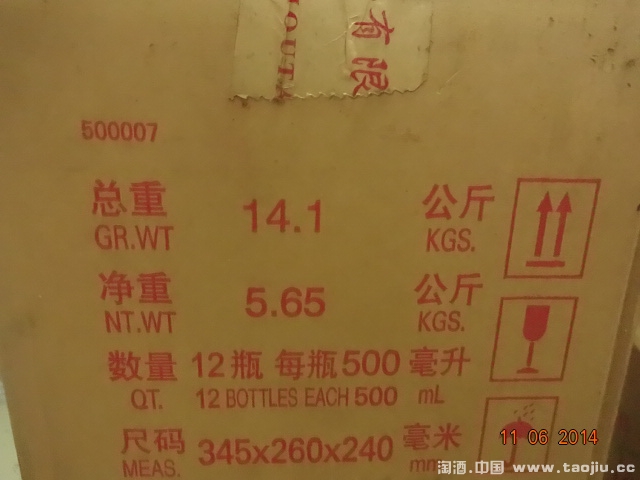 有限
MOUTA
500007
总重 14.1 公斤
GR.WT KGS.
净重 5.65 公斤
NT.WT KGS.
数量 12瓶 每瓶500 毫升
QT. 12 BOTTLES EACH 500 mL
尺码 345x260x240 毫米
MEAS. mm
11 06 2014
淘酒.中国 www.taojiu.cc